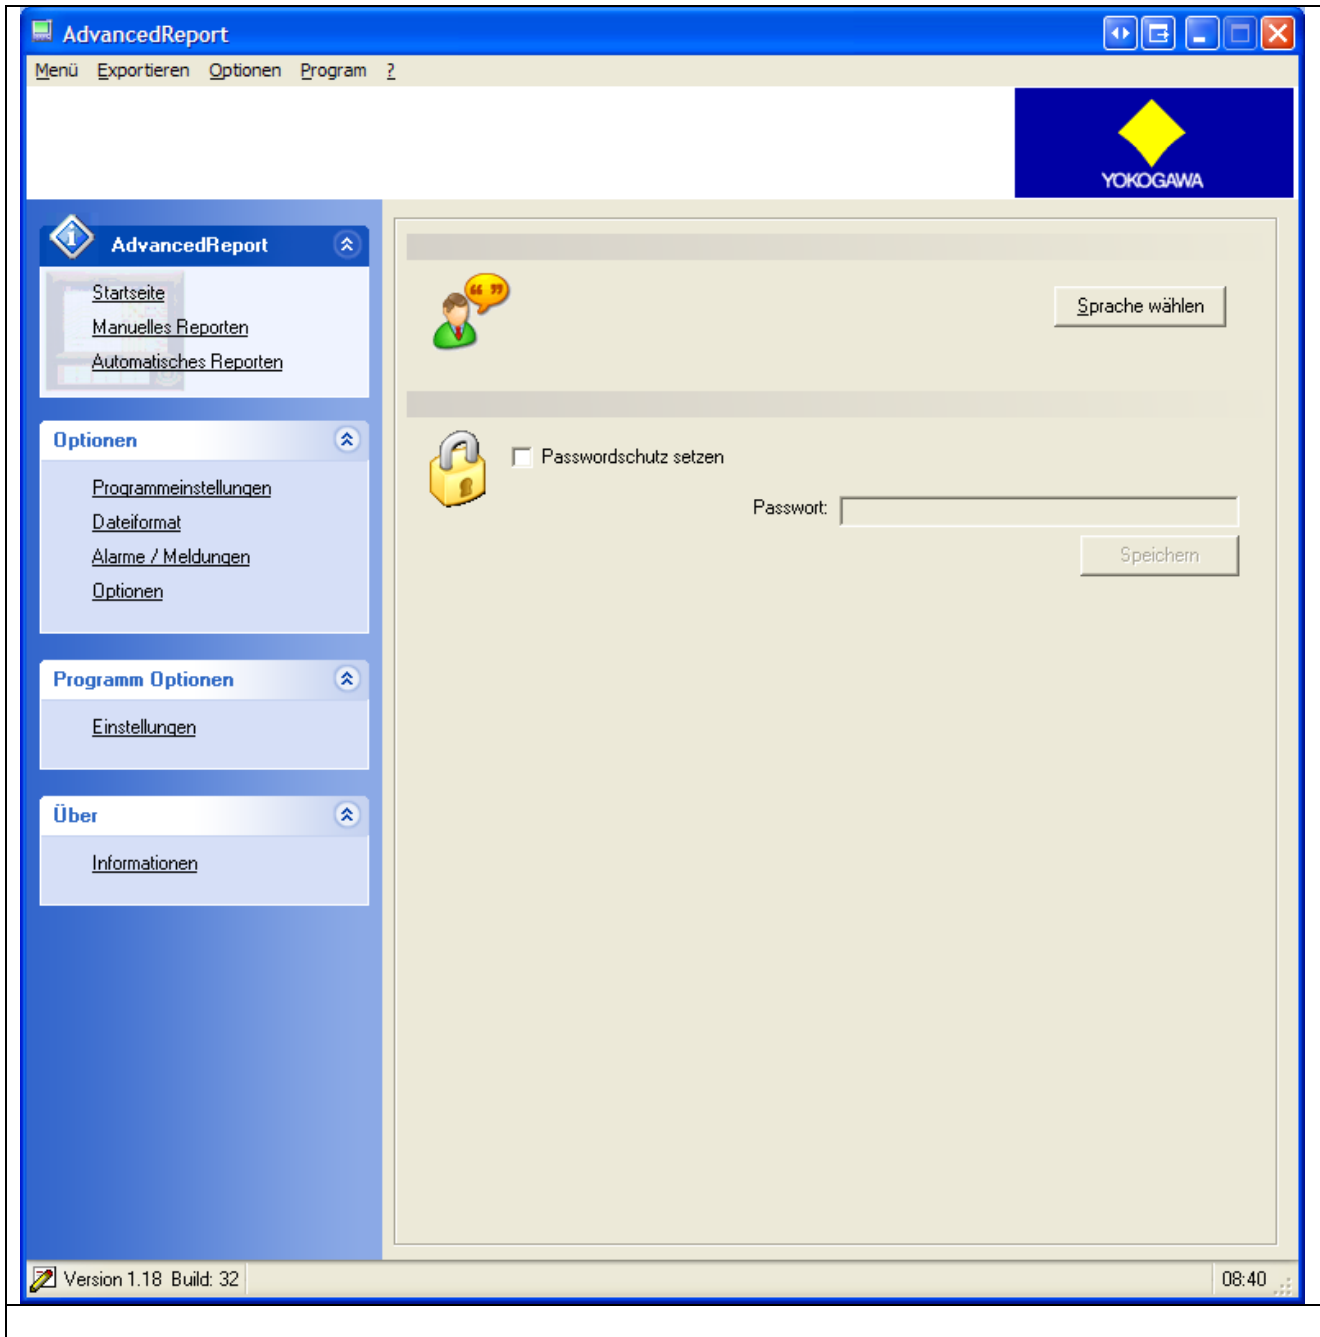 AdvancedReport
Menü Exportieren Optionen Program ?
YOKOGAWA
AdvancedReport
Startseite
Manuelles Reporten
Automatisches Reporten
Optionen
Programmeinstellungen
Dateiformat
Alarme / Meldungen
Optionen
Programm Optionen
Einstellungen
Über
Informationen
Sprache wählen
Passwordschutz setzen
Passwort:
Speichern
Version 1.18 Build: 32
08:40